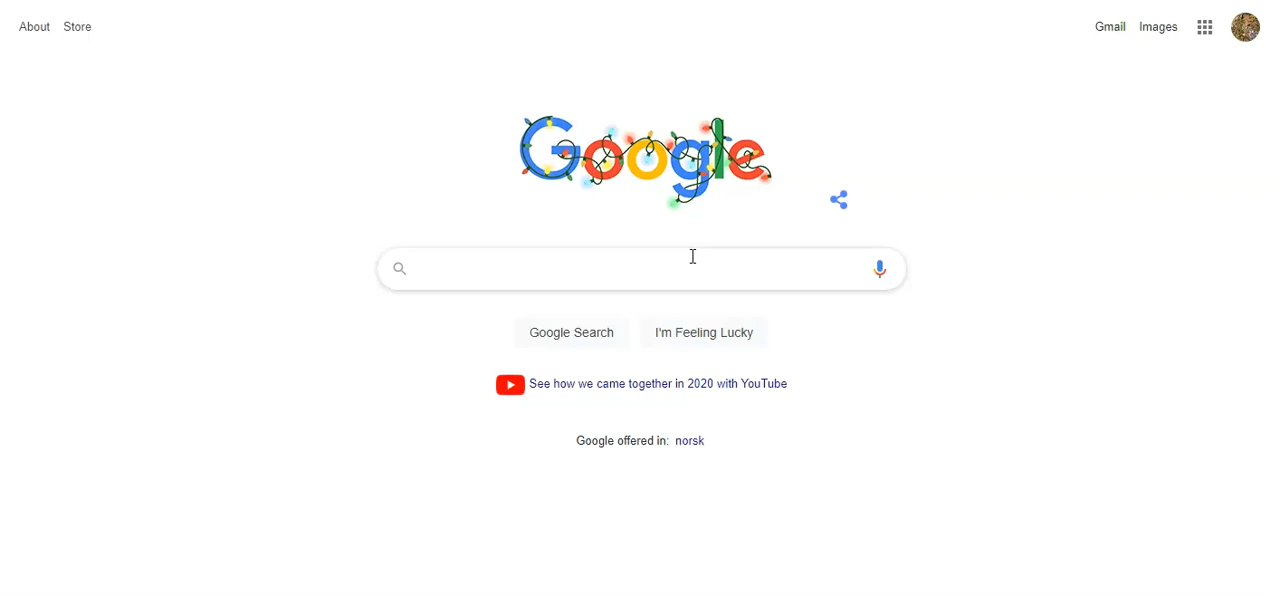 About Store
Gmail Images
Google
Google Search I'm Feeling Lucky
See how we came together in 2020 with YouTube
Google offered in: norsk